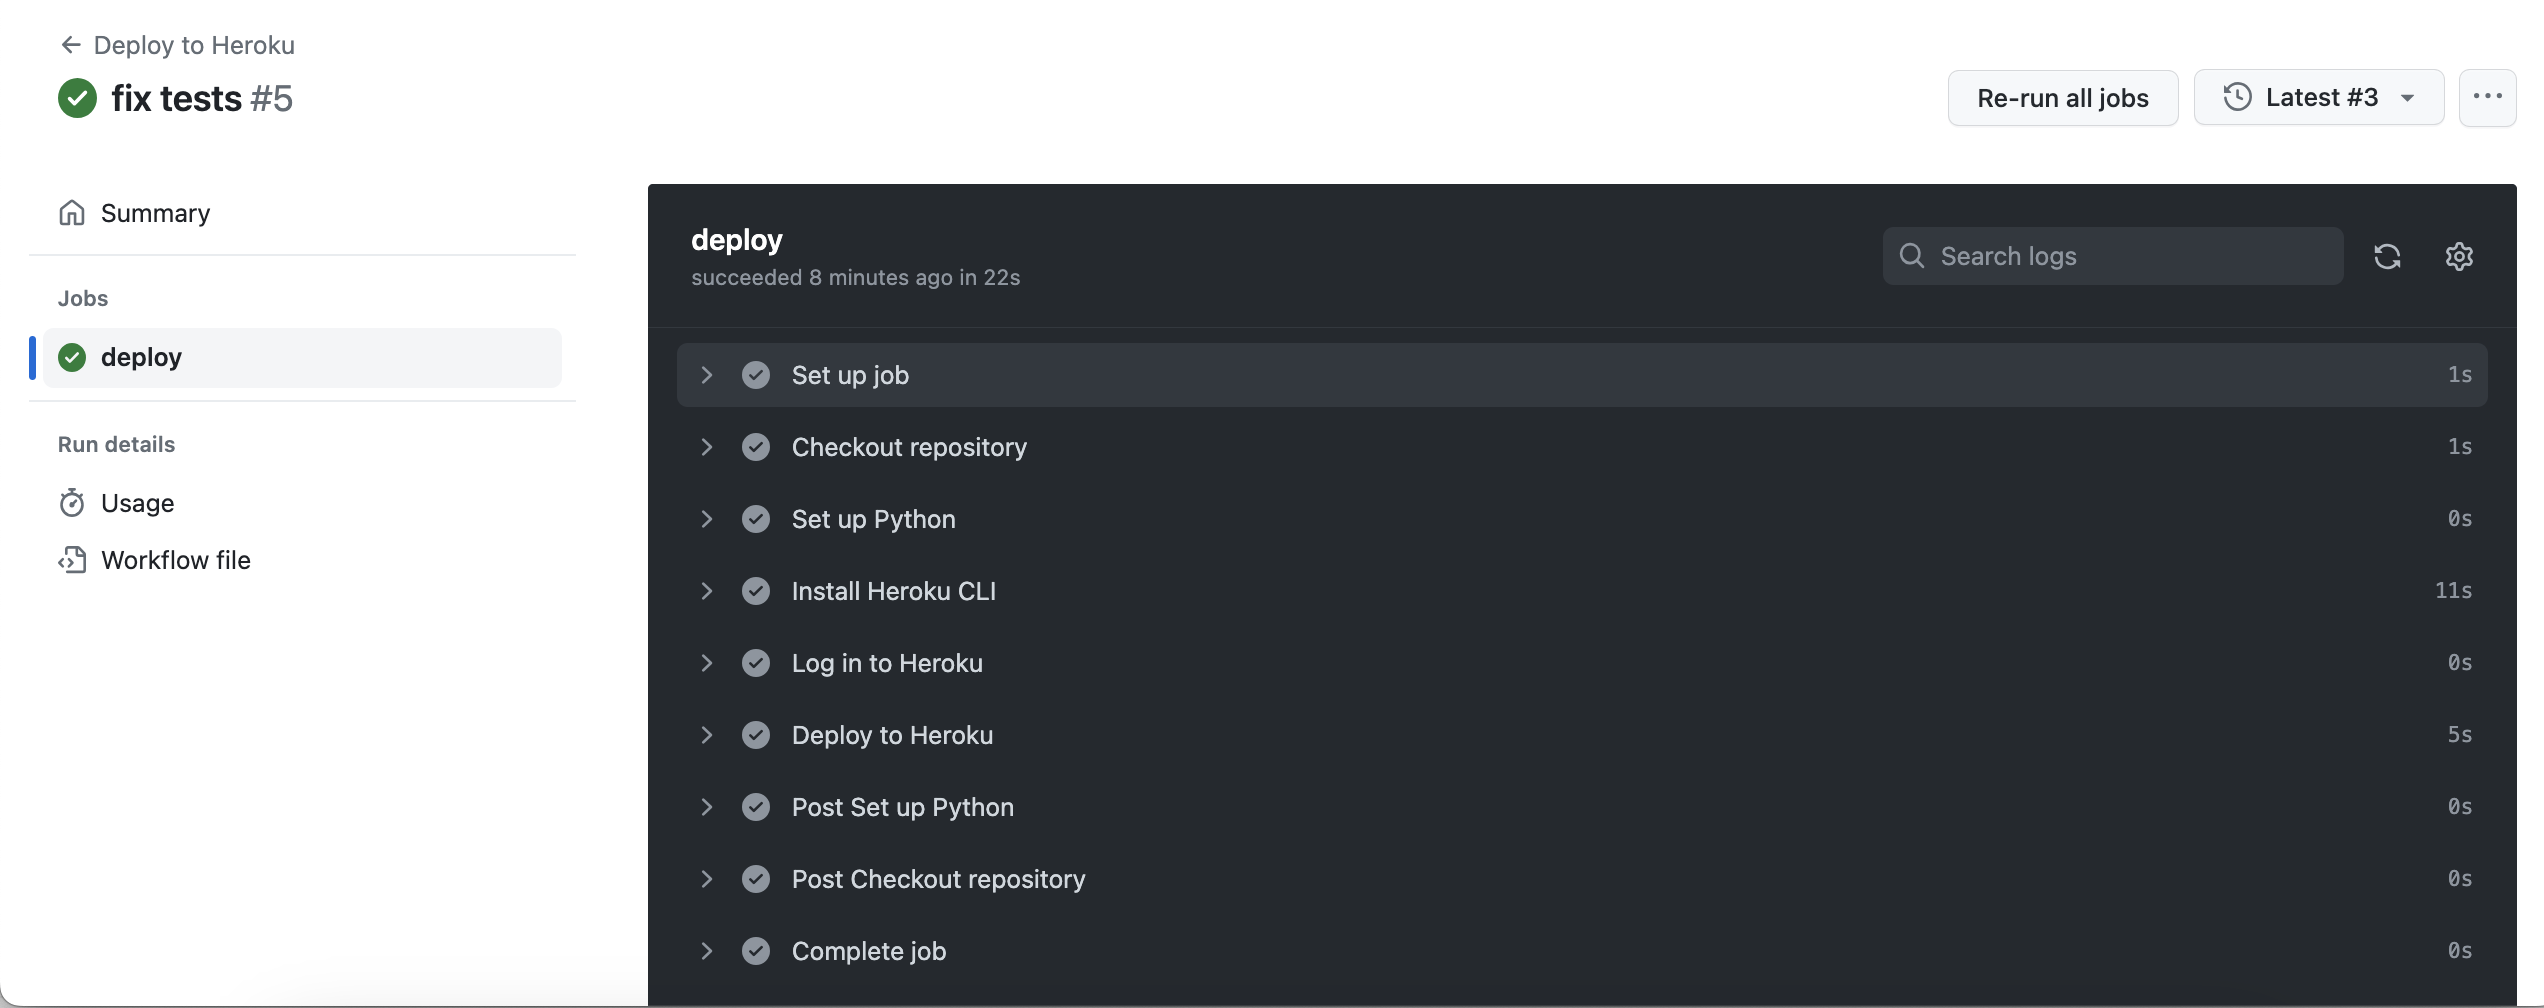 Deploy to Heroku
fix tests #5
Re-run all jobs
Latest #3
Summary
Jobs
deploy
Run details
Usage
Workflow file
deploy
succeeded 8 minutes ago in 22s
Search logs
Set up job 1s
Checkout repository 1s
Set up Python 0s
Install Heroku CLI 11s
Log in to Heroku 0s
Deploy to Heroku 5s
Post Set up Python 0s
Post Checkout repository 0s
Complete job 0s